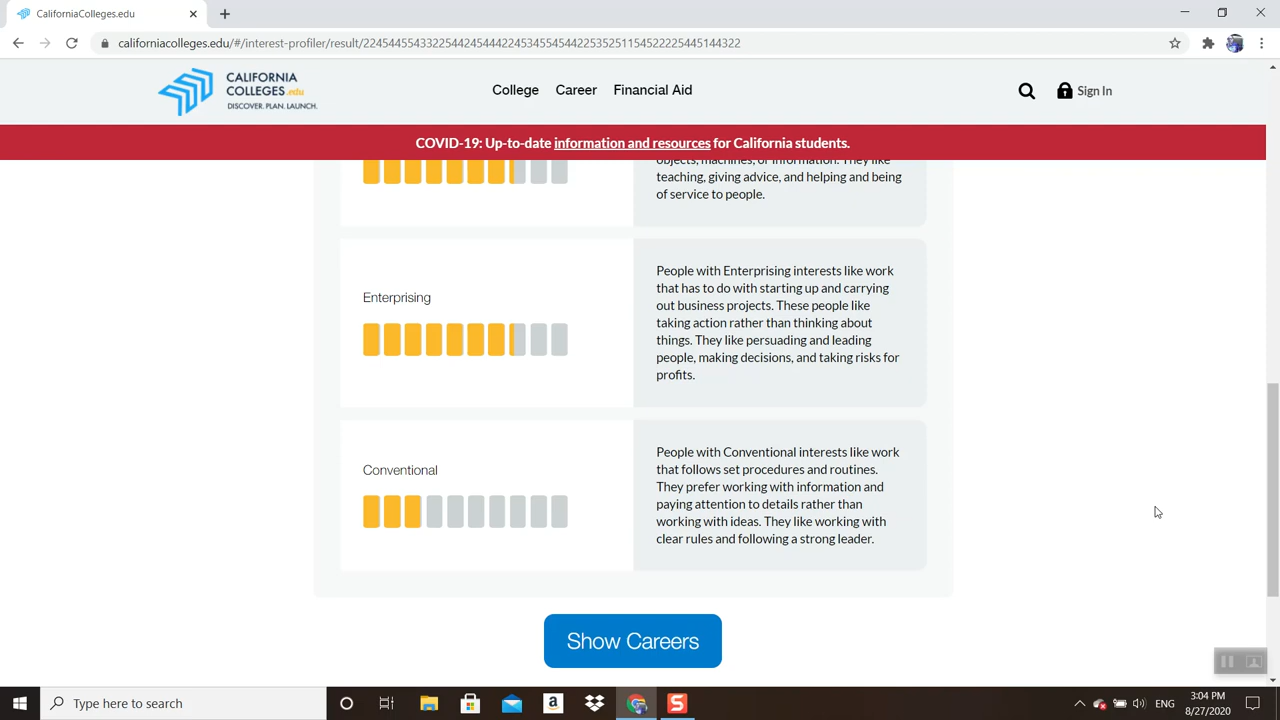 CaliforniaColleges.edu
californiacolleges.edu/#/interest-profiler/result/224544554332254424544422453455454422535251154522225445144322
CALIFORNIA
COLLEGES.edu
DISCOVER. PLAN. LAUNCH.
College Career Financial Aid
Sign In
COVID-19: Up-to-date information and resources for California students.
objects, machines, or information. They like
teaching, giving advice, and helping and being
of service to people.
Enterprising
People with Enterprising interests like work
that has to do with starting up and carrying
out business projects. These people like
taking action rather than thinking about
things. They like persuading and leading
people, making decisions, and taking risks for
profits.
Conventional
People with Conventional interests like work
that follows set procedures and routines.
They prefer working with information and
paying attention to details rather than
working with ideas. They like working with
clear rules and following a strong leader.
Show Careers
Type here to search
a
S
ENG
3:04 PM
8/27/2020